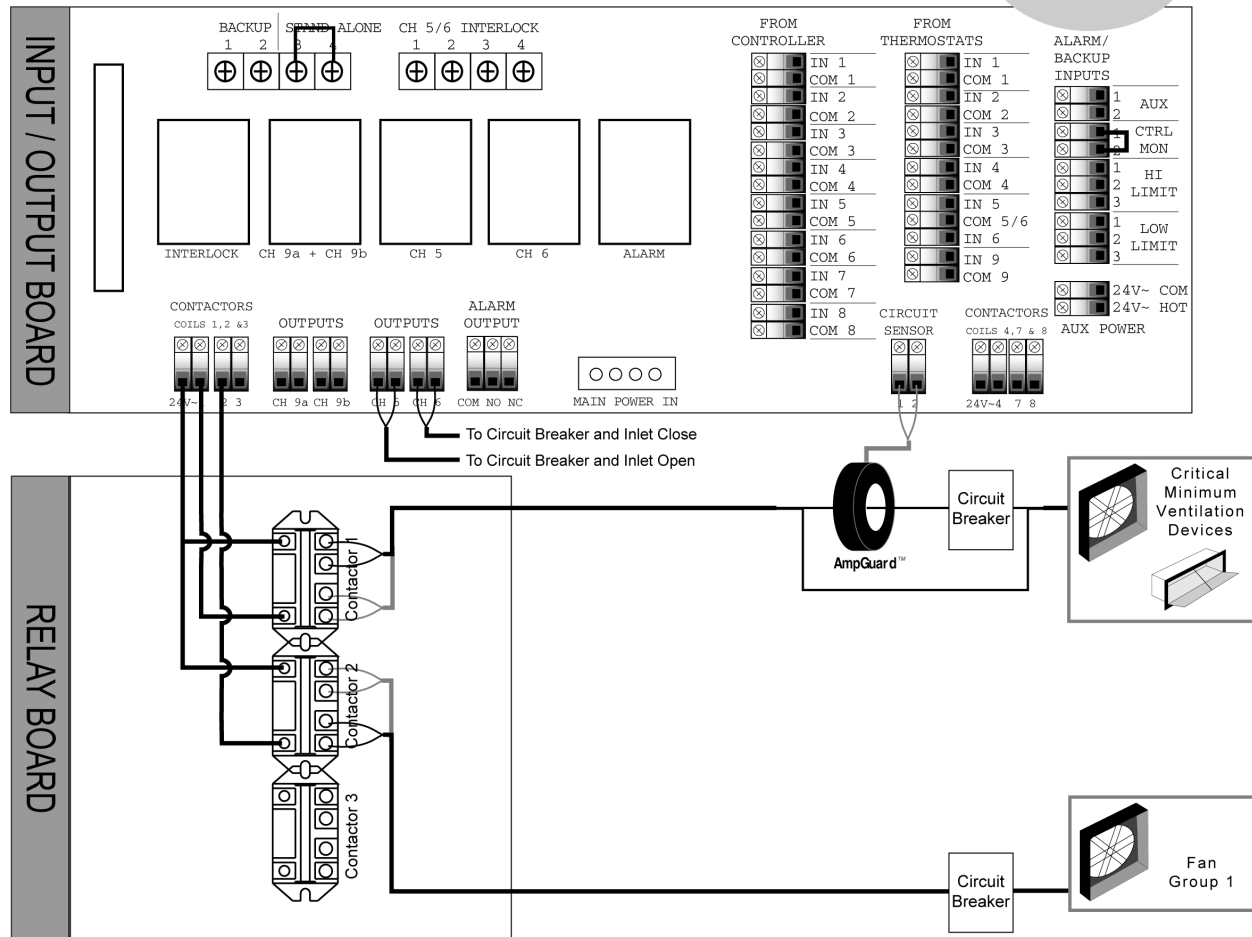 INPUT / OUTPUT BOARD
BACKUP STAND ALONE CH 5/6 INTERLOCK
1 2 3 4 1 2 3 4
INTERLOCK CH 9a + CH 9b CH 5 CH 6 ALARM
FROM
CONTROLLER
IN 1
COM 1
IN 2
COM 2
IN 3
COM 3
IN 4
COM 4
IN 5
COM 5
IN 6
COM 6
IN 7
COM 7
IN 8
COM 8
FROM
THERMOSTATS
IN 1
COM 1
IN 2
COM 2
IN 3
COM 3
IN 4
COM 4
IN 5
COM 5/6
IN 6
IN 9
COM 9
ALARM/
BACKUP
INPUTS
1
2
AUX
1
2
CTRL
MON
1
2
3
HI
LIMIT
1
2
3
LOW
LIMIT
24V~ COM
24V~ HOT
AUX POWER
CONTACTORS
COILS 1,2 &3
24V~1 2 3
OUTPUTS
CH 9a CH 9b
OUTPUTS
CH 5 CH 6
ALARM
OUTPUT
COM NO NC
MAIN POWER IN
CIRCUIT
SENSOR
1 2
CONTACTORS
COILS 4,7 & 8
24V~4 7 8
To Circuit Breaker and Inlet Close
To Circuit Breaker and Inlet Open
RELAY BOARD
Contactor 1
Contactor 2
Contactor 3
AmpGuard™
Circuit
Breaker
Critical
Minimum
Ventilation
Devices
Circuit
Breaker
Fan
Group 1